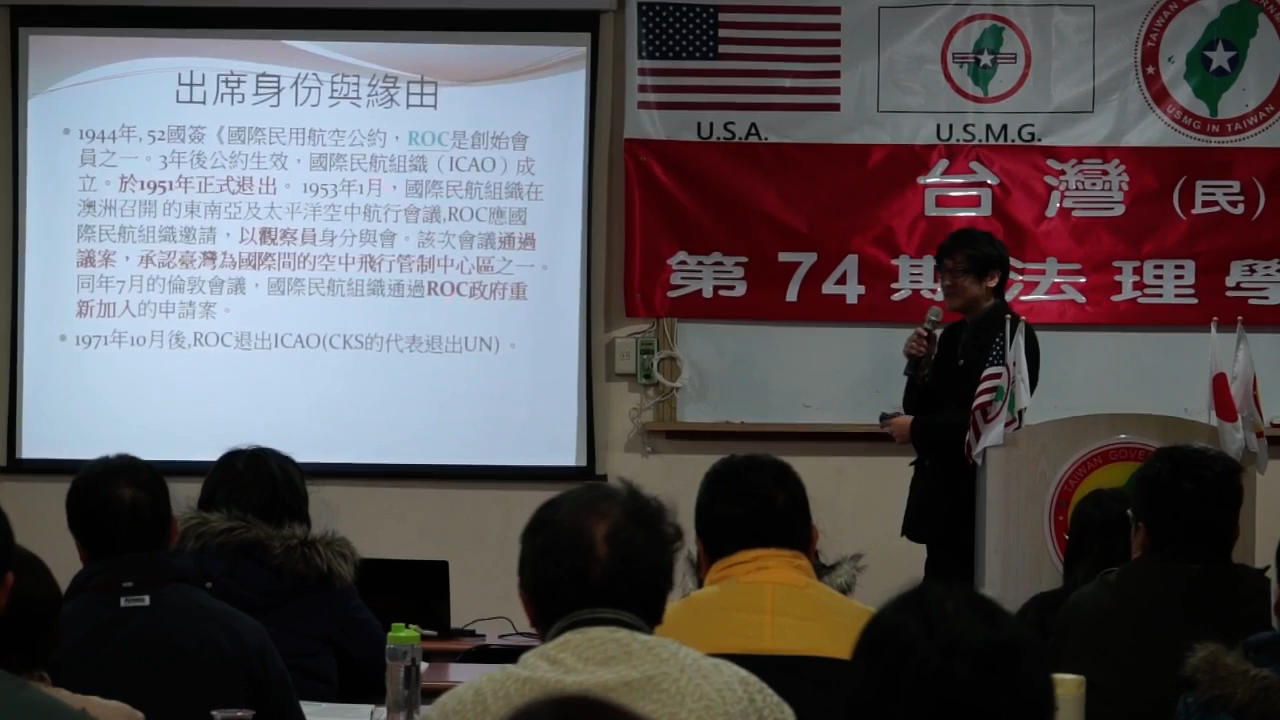 出席身份與緣由
• 1944年, 52國簽《國際民用航空公約，ROC是創始會
員之一。3年後公約生效，國際民航組織（ICAO）成
立。於1951年正式退出。 1953年1月，國際民航組織在
澳洲召開 的東南亞及太平洋空中航行會議,ROC應國
際民航組織邀請，以觀察員身分與會。該次會議通過
議案，承認臺灣為國際間的空中飛行管制中心區之一。
同年7月的倫敦會議，國際民航組織通過ROC政府重
新加入的申請案。
• 1971年10月後,ROC退出ICAO(CKS的代表退出UN) 。
U.S.A.
U.S.M.G.
USMG IN TAIWAN
台灣（民）
第74期法理學
TAIWAN GOVER